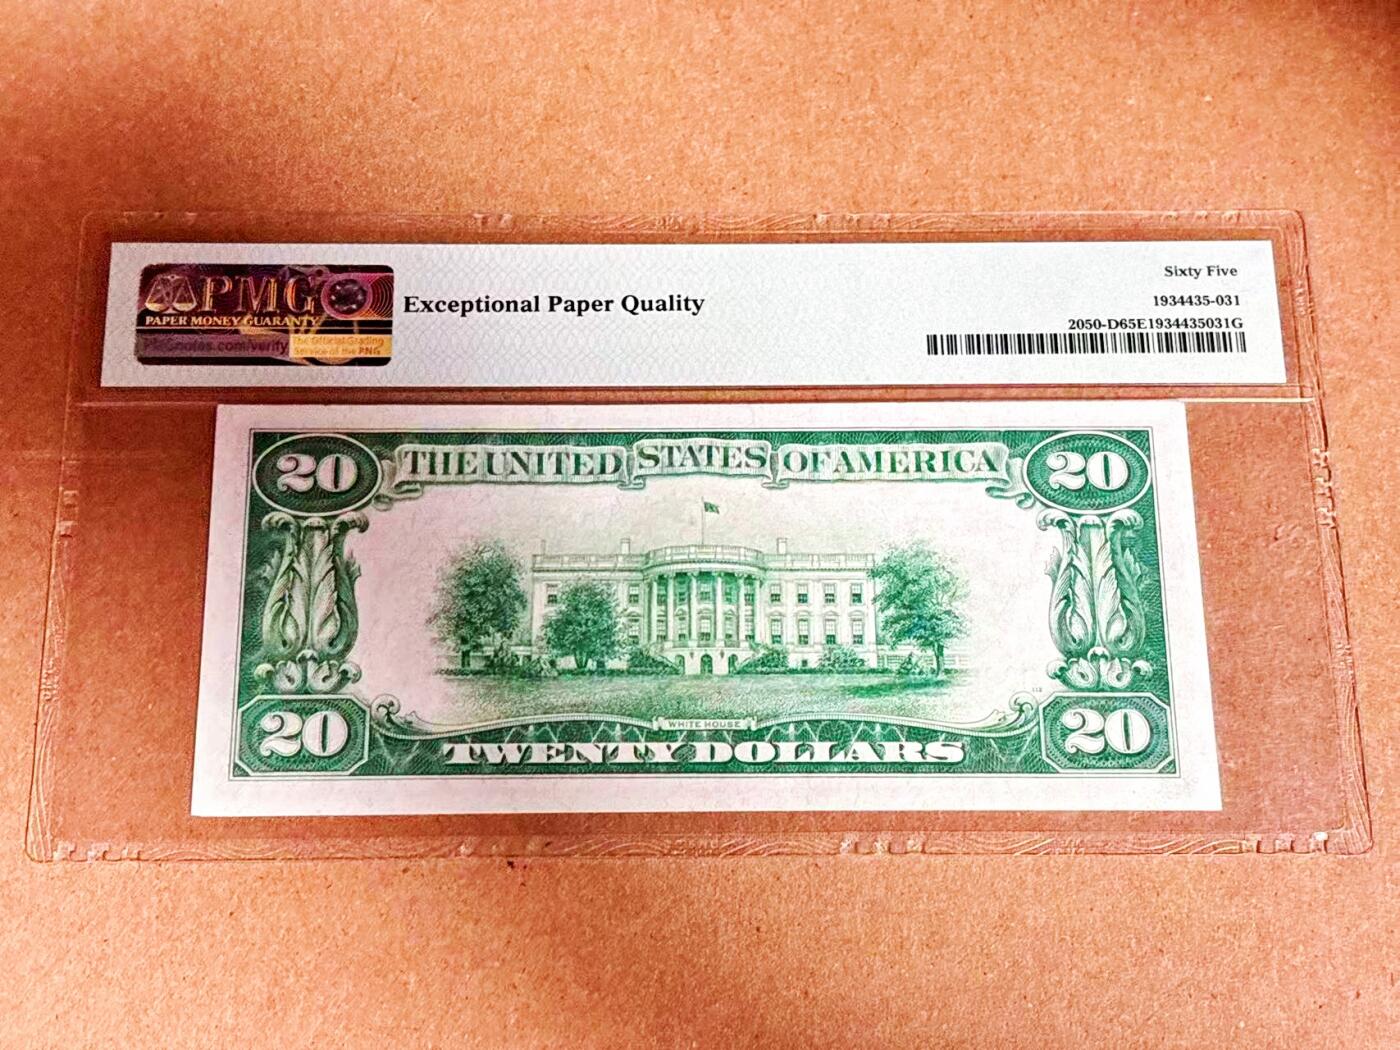 PMG
PAPER MONEY GUARANTY
PMGnotes.com/verify
The Official Grading
Service of the PNG
Exceptional Paper Quality
Sixty Five
1934435-031
2050-D65E1934435031G
20 THE UNITED STATES OF AMERICA 20
WHITE HOUSE
20 TWENTY DOLLARS 20